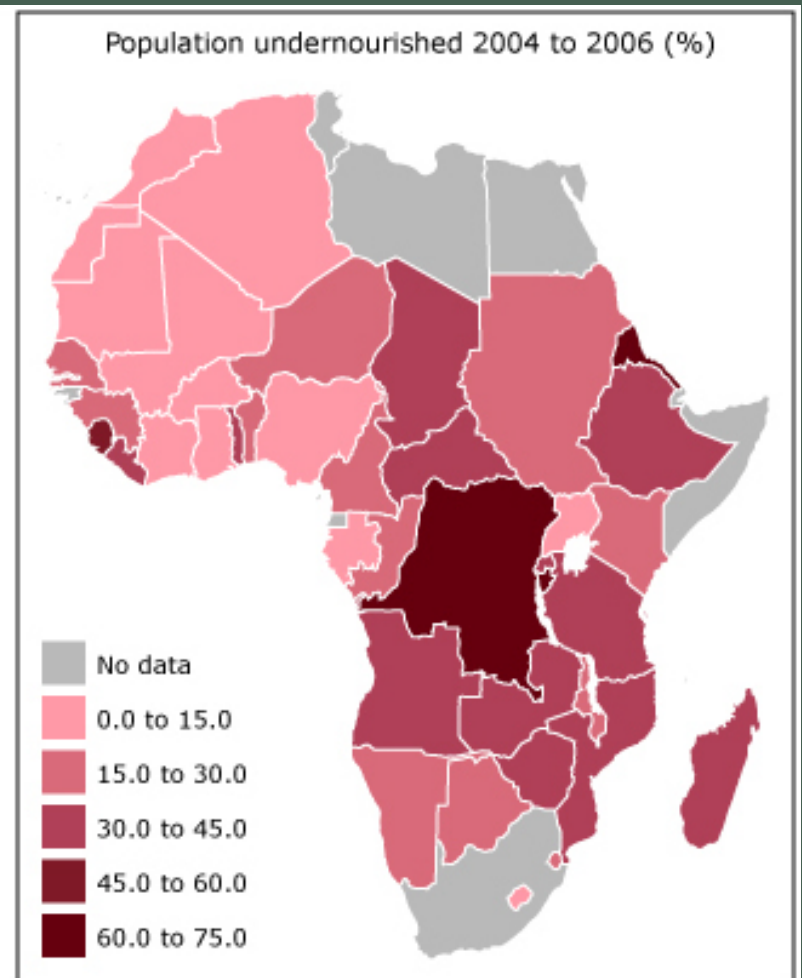 Population undernourished 2004 to 2006 (%)
No data
0.0 to 15.0
15.0 to 30.0
30.0 to 45.0
45.0 to 60.0
60.0 to 75.0